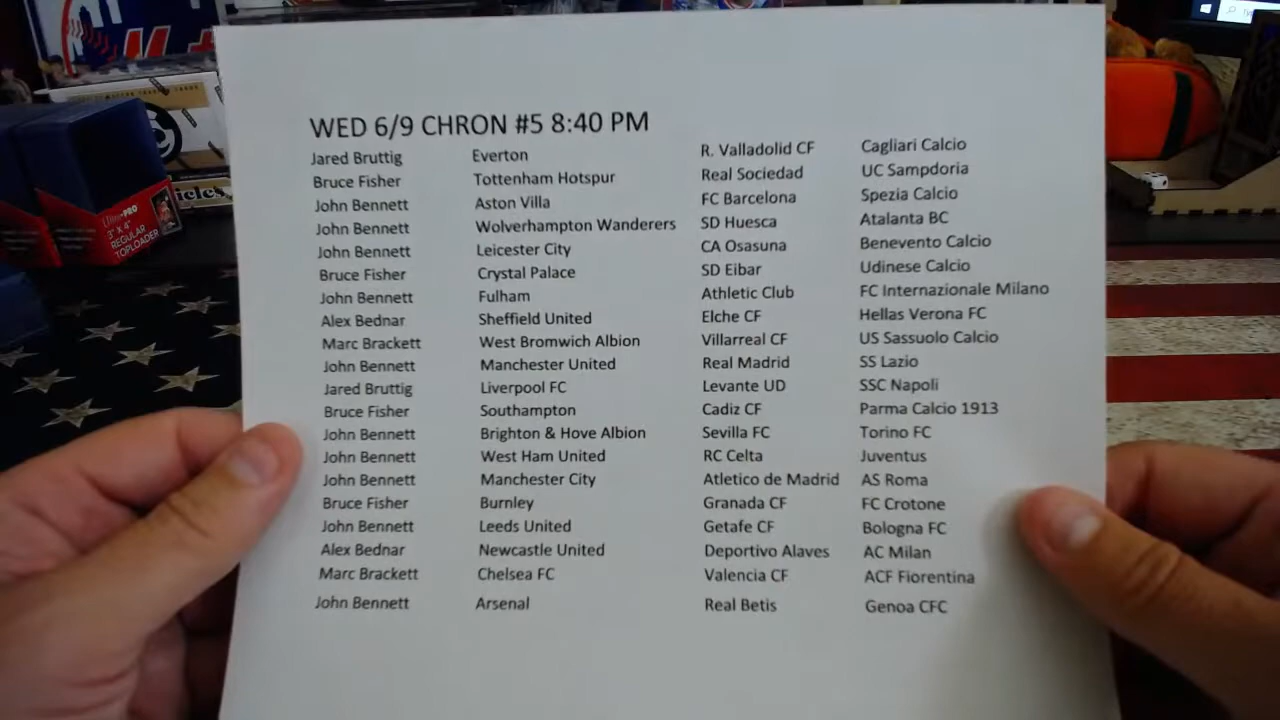 WED 6/9 CHRON #5 8:40 PM
Jared Bruttig Everton R. Valladolid CF Cagliari Calcio
Bruce Fisher Tottenham Hotspur Real Sociedad UC Sampdoria
John Bennett Aston Villa FC Barcelona Spezia Calcio
John Bennett Wolverhampton Wanderers SD Huesca Atalanta BC
John Bennett Leicester City CA Osasuna Benevento Calcio
Bruce Fisher Crystal Palace SD Eibar Udinese Calcio
John Bennett Fulham Athletic Club FC Internazionale Milano
Alex Bednar Sheffield United Elche CF Hellas Verona FC
Marc Brackett West Bromwich Albion Villarreal CF US Sassuolo Calcio
John Bennett Manchester United Real Madrid SS Lazio
Jared Bruttig Liverpool FC Levante UD SSC Napoli
Bruce Fisher Southampton Cadiz CF Parma Calcio 1913
John Bennett Brighton & Hove Albion Sevilla FC Torino FC
John Bennett West Ham United RC Celta Juventus
John Bennett Manchester City Atletico de Madrid AS Roma
Bruce Fisher Burnley Granada CF FC Crotone
John Bennett Leeds United Getafe CF Bologna FC
Alex Bednar Newcastle United Deportivo Alaves AC Milan
Marc Brackett Chelsea FC Valencia CF ACF Fiorentina
John Bennett Arsenal Real Betis Genoa CFC
Ultra PRO
3" X 4"
REGULAR
TOPLOADER